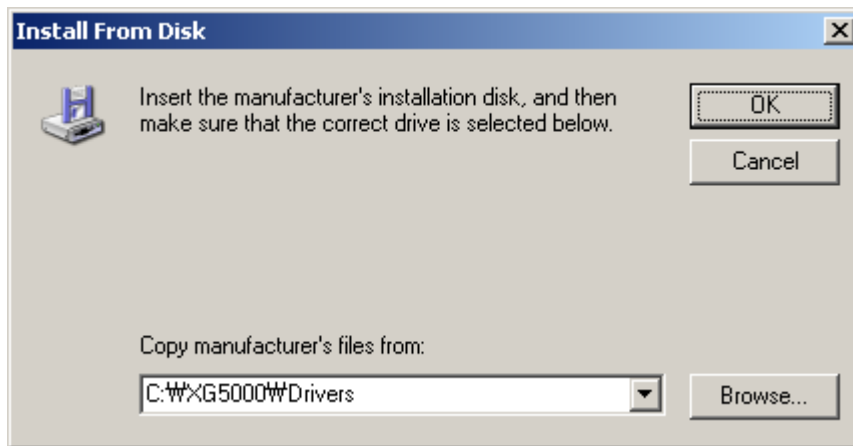 Install From Disk
Insert the manufacturer's installation disk, and then
make sure that the correct drive is selected below.
OK
Cancel
Copy manufacturer's files from:
C:₩XG5000₩Drivers
Browse...